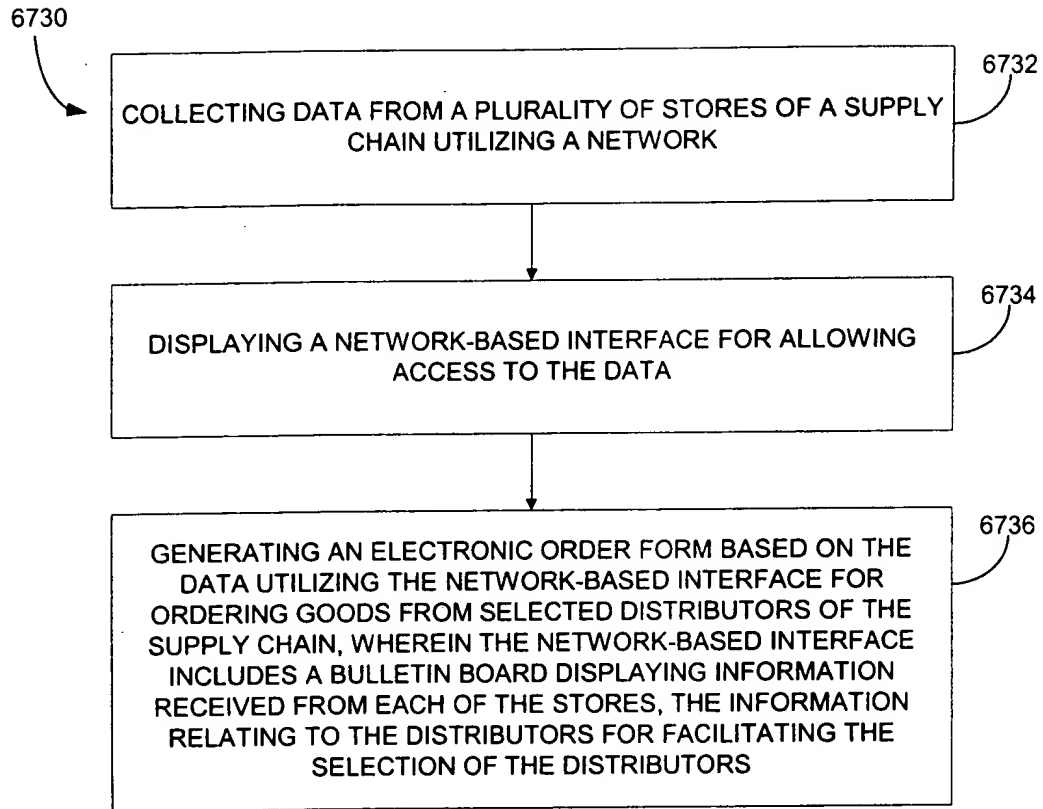 6730
6732
COLLECTING DATA FROM A PLURALITY OF STORES OF A SUPPLY
CHAIN UTILIZING A NETWORK
6734
DISPLAYING A NETWORK-BASED INTERFACE FOR ALLOWING
ACCESS TO THE DATA
6736
GENERATING AN ELECTRONIC ORDER FORM BASED ON THE
DATA UTILIZING THE NETWORK-BASED INTERFACE FOR
ORDERING GOODS FROM SELECTED DISTRIBUTORS OF THE
SUPPLY CHAIN, WHEREIN THE NETWORK-BASED INTERFACE
INCLUDES A BULLETIN BOARD DISPLAYING INFORMATION
RECEIVED FROM EACH OF THE STORES, THE INFORMATION
RELATING TO THE DISTRIBUTORS FOR FACILITATING THE
SELECTION OF THE DISTRIBUTORS